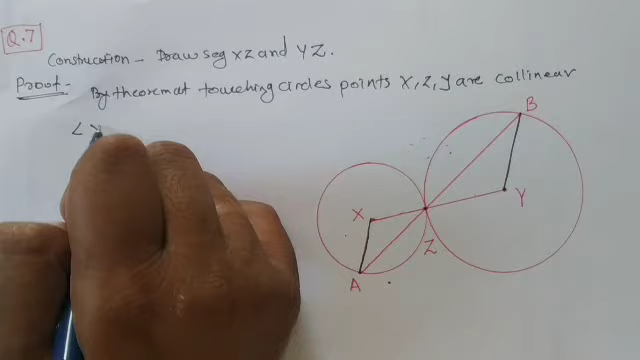 Q.7
Construction - Draw seg XZ and YZ.
Proof- By theorem of touching circles points X, Z, Y are collinear
∠X
B
X
Y
Z
A